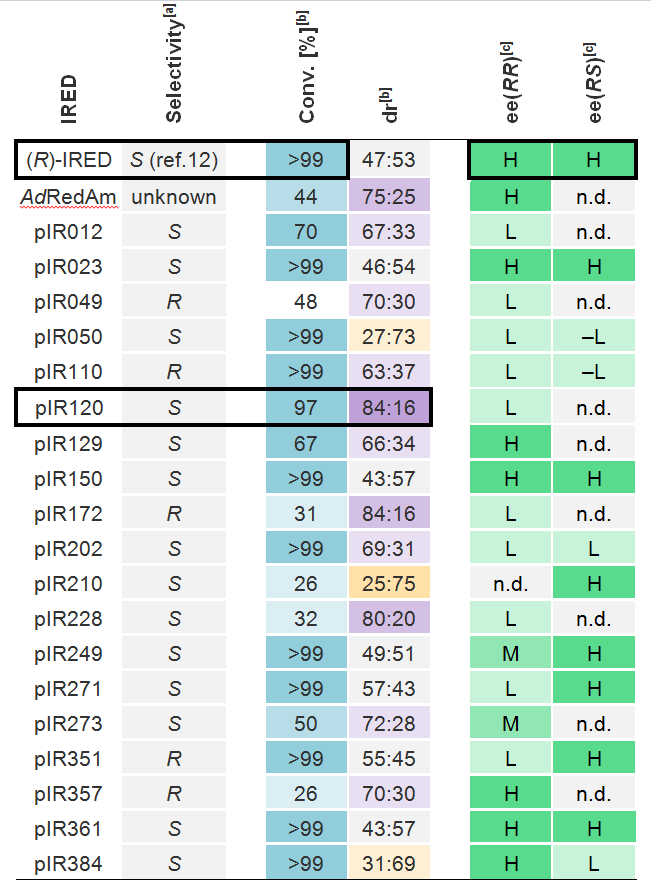 IRED Selectivity[a] Conv. [%][b] dr[b] ee(RR)[c] ee(RS)[c]
(R)-IRED S (ref.12) >99 47:53 H H
AdRedAm unknown 44 75:25 H n.d.
pIR012 S 70 67:33 L n.d.
pIR023 S >99 46:54 H H
pIR049 R 48 70:30 L n.d.
pIR050 S >99 27:73 L –L
pIR110 R >99 63:37 L –L
pIR120 S 97 84:16 L n.d.
pIR129 S 67 66:34 H n.d.
pIR150 S >99 43:57 H H
pIR172 R 31 84:16 L n.d.
pIR202 S >99 69:31 L L
pIR210 S 26 25:75 n.d. H
pIR228 S 32 80:20 L n.d.
pIR249 S >99 49:51 M H
pIR271 S >99 57:43 L H
pIR273 S 50 72:28 M n.d.
pIR351 R >99 55:45 L H
pIR357 R 26 70:30 H n.d.
pIR361 S >99 43:57 H H
pIR384 S >99 31:69 H L